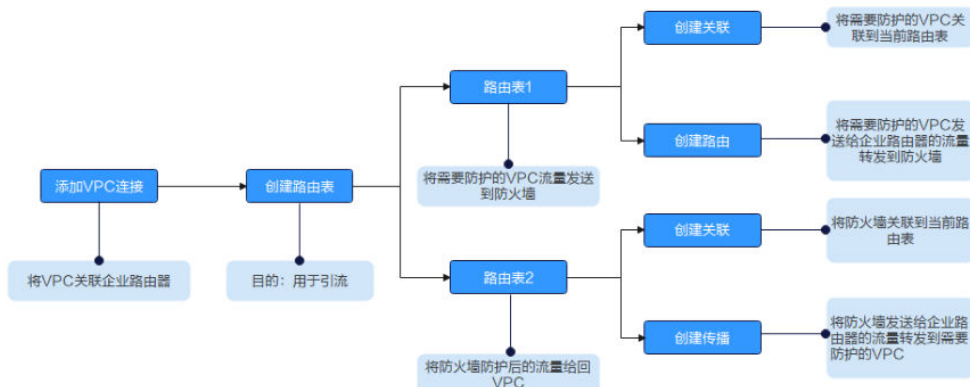 创建关联
将需要防护的VPC关
联到当前路由表
路由表1
创建路由
将需要防护的VPC发
送给企业路由器的流量
转发到防火墙
将需要防护的VPC流量发送
到防火墙
添加VPC连接
创建路由表
将VPC关联企业路由器
目的：用于引流
创建关联
将防火墙关联到当前路
由表
路由表2
创建传播
将防火墙发送给企业路
由器的流量转发到需要
防护的VPC
将防火墙防护后的流量给回
VPC